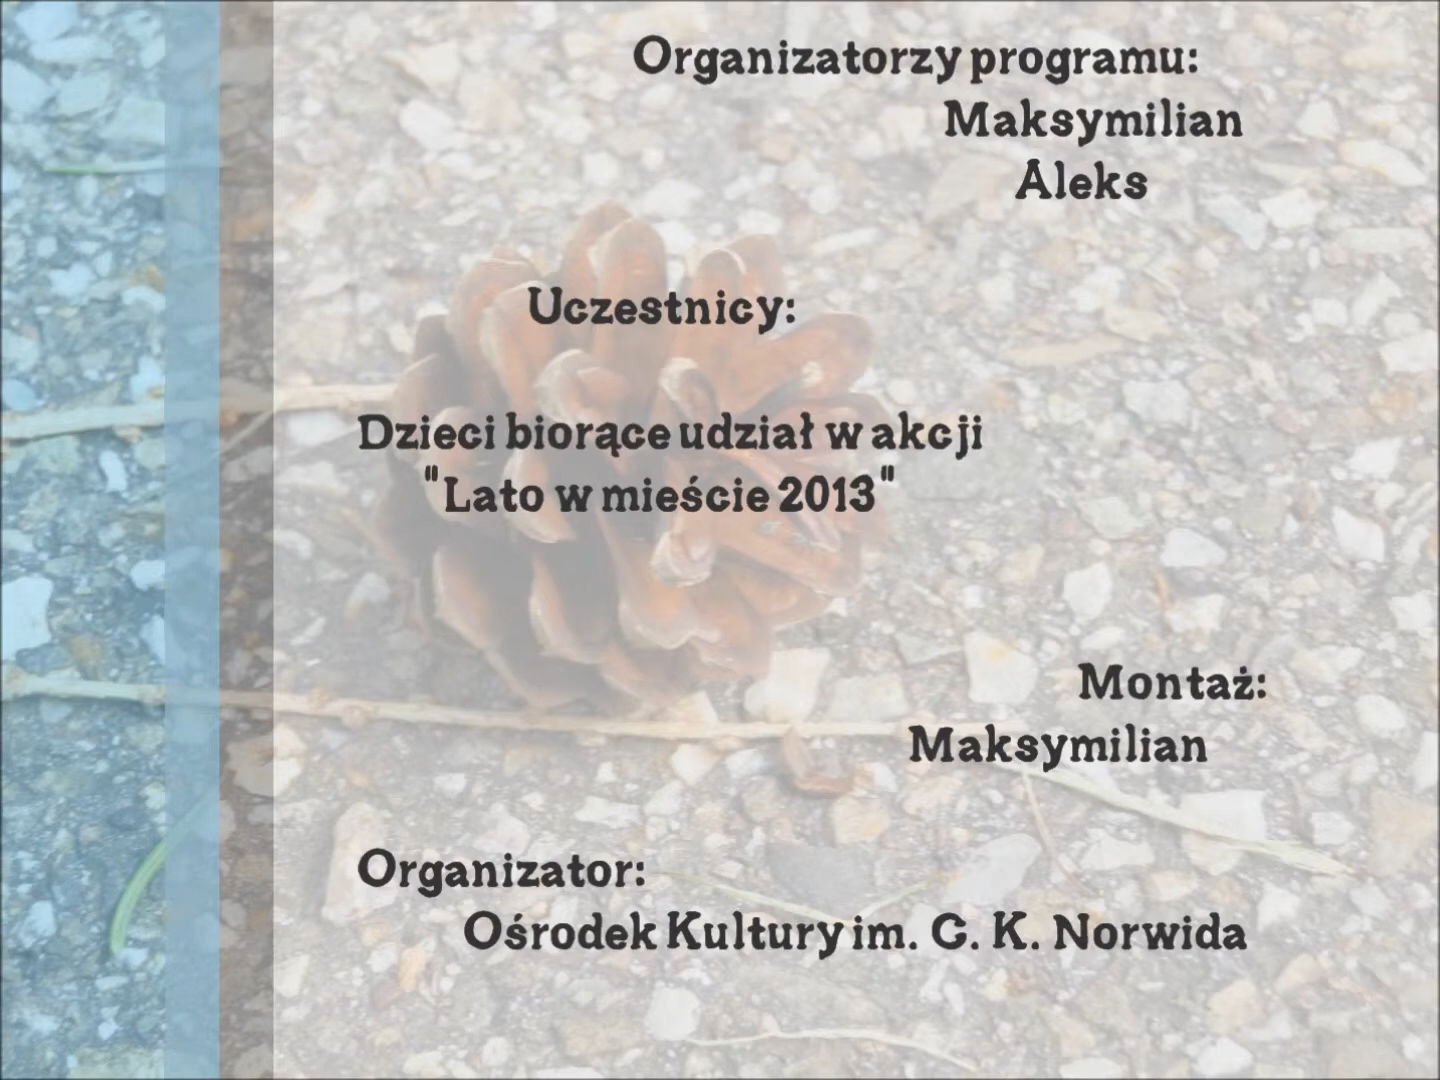 Organizatorzy programu:
Maksymilian
Aleks
Uczestnicy:
Dzieci biorące udział w akcji
"Lato w mieście 2013"
Montaż:
Maksymilian
Organizator:
Ośrodek Kultury im. C. K. Norwida